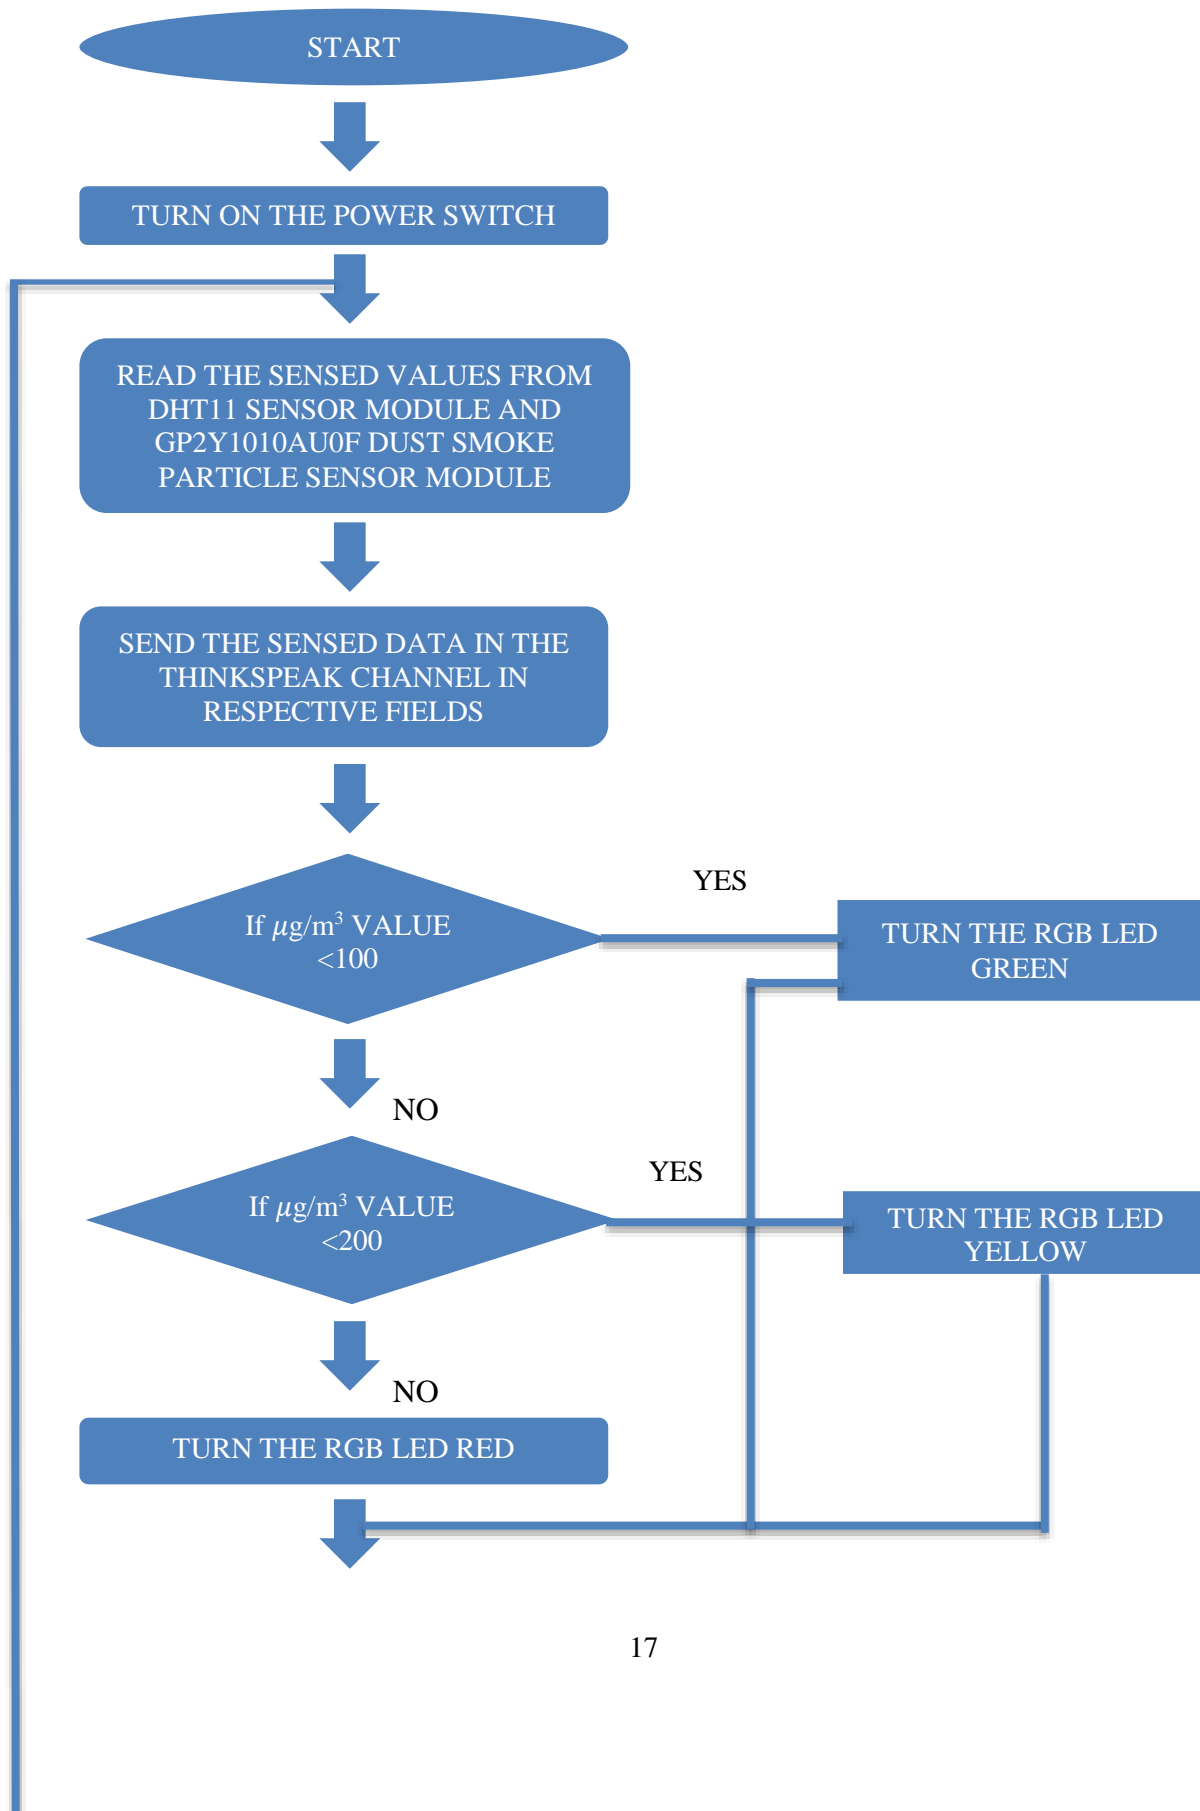 START
TURN ON THE POWER SWITCH
READ THE SENSED VALUES FROM
DHT11 SENSOR MODULE AND
GP2Y1010AU0F DUST SMOKE
PARTICLE SENSOR MODULE
SEND THE SENSED DATA IN THE
THINKSPEAK CHANNEL IN
RESPECTIVE FIELDS
YES
If µg/m³ VALUE
<100
TURN THE RGB LED
GREEN
NO
YES
If µg/m³ VALUE
<200
TURN THE RGB LED
YELLOW
NO
TURN THE RGB LED RED
17